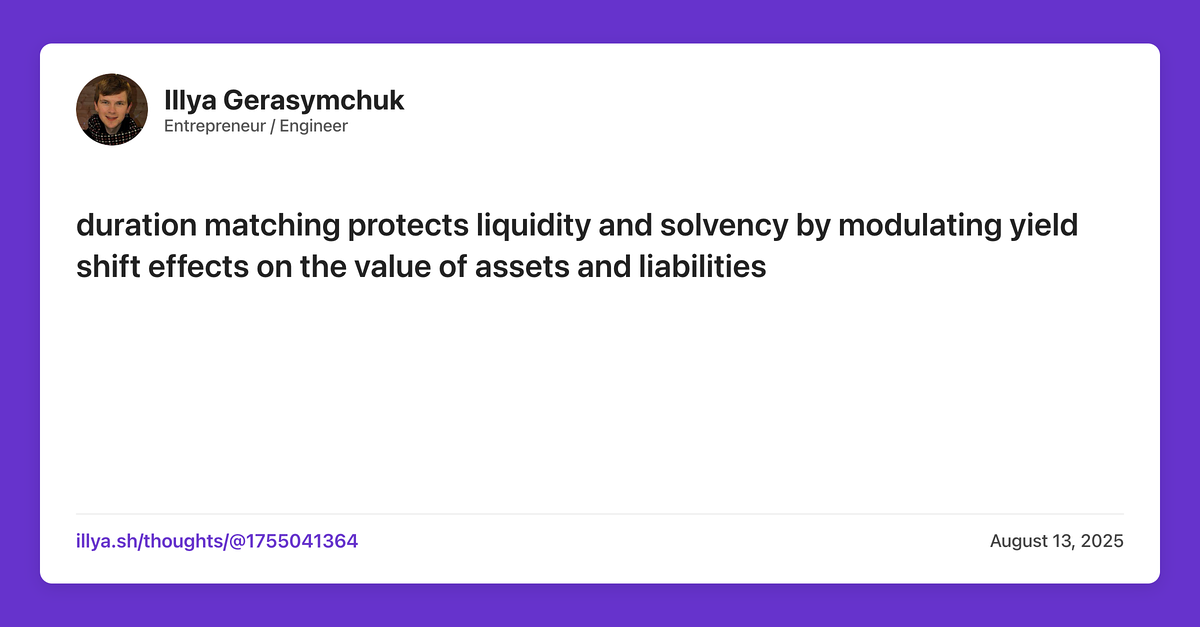 Illya Gerasymchuk
Entrepreneur / Engineer
duration matching protects liquidity and solvency by modulating yield
shift effects on the value of assets and liabilities
illya.sh/thoughts/@1755041364
August 13, 2025